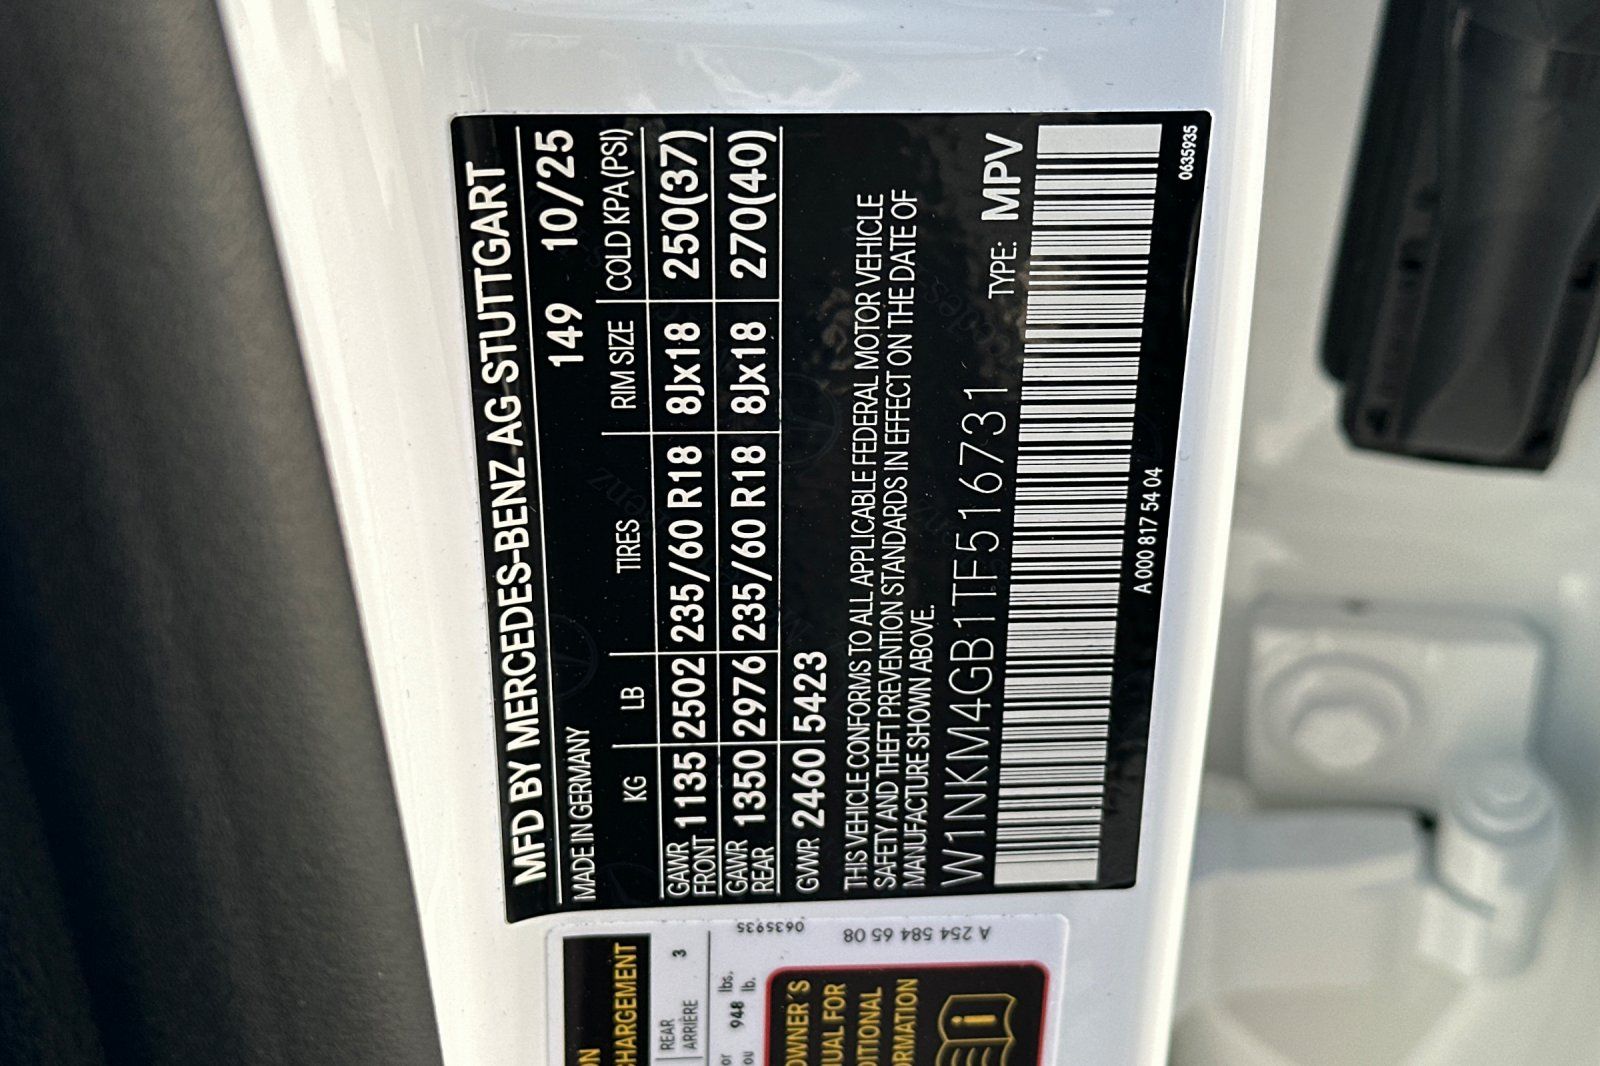 MFD BY MERCEDES-BENZ AG STUTTGART
MADE IN GERMANY 149 10/25
KG LB TIRES RIM SIZE COLD KPA(PSI)
GAWR FRONT 1135 2502 235/60 R18 8Jx18 250(37)
GAWR REAR 1350 2976 235/60 R18 8Jx18 270(40)
GVWR 2460 5423
THIS VEHICLE CONFORMS TO ALL APPLICABLE FEDERAL MOTOR VEHICLE
SAFETY AND THEFT PREVENTION STANDARDS IN EFFECT ON THE DATE OF
MANUFACTURE SHOWN ABOVE.
W1NKM4GB1TF516731 TYPE: MPV
A 000 817 54 04
0635935
0635935
A 254 584 65 08
CHARGEMENT
REAR
ARRIÈRE
3
948 lbs.
ou lb.
OWNER'S
FOR